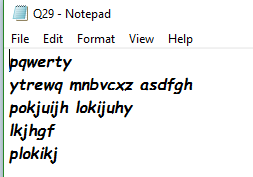 Q29 - Notepad
File Edit Format View Help
pqwerty
ytrewq mnbvcxz asdfgh
pokjuijh lokijuhy
lkjhgf
plokikj